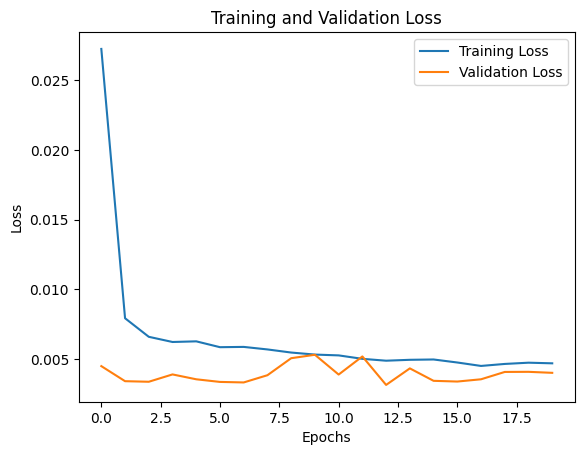 Training and Validation Loss
Training Loss
Validation Loss
Loss
0.025
0.020
0.015
0.010
0.005
0.0 2.5 5.0 7.5 10.0 12.5 15.0 17.5
Epochs